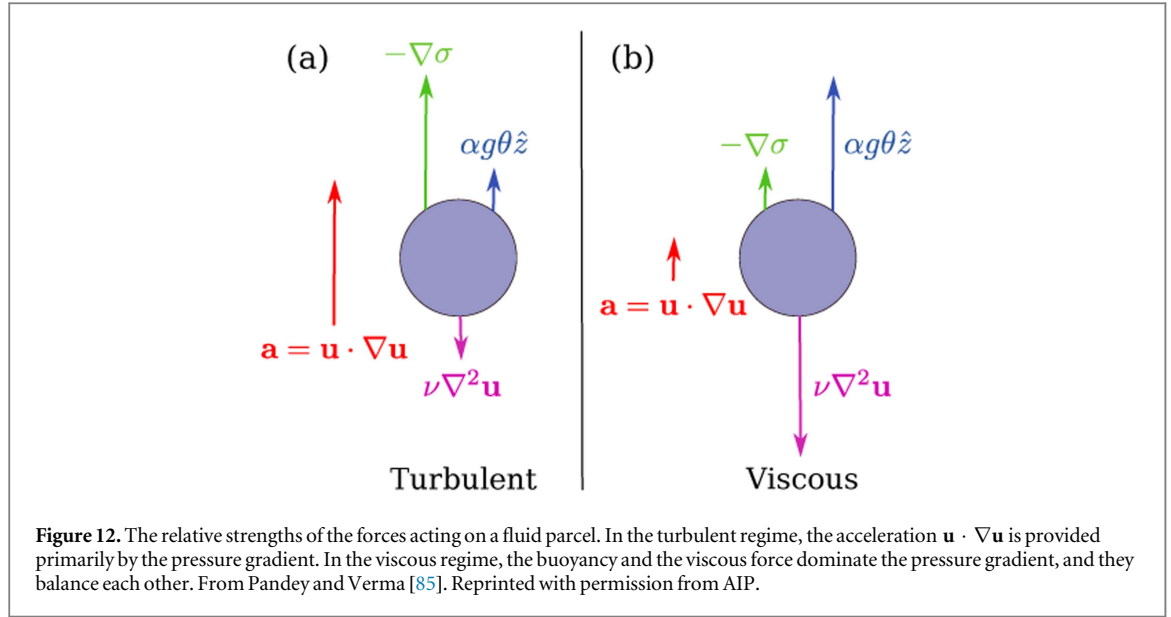 (a)
−∇σ
αgθẑ
a = u · ∇u
ν∇²u
Turbulent
(b)
−∇σ
αgθẑ
a = u · ∇u
ν∇²u
Viscous
Figure 12. The relative strengths of the forces acting on a fluid parcel. In the turbulent regime, the acceleration u · ∇u is provided
primarily by the pressure gradient. In the viscous regime, the buoyancy and the viscous force dominate the pressure gradient, and they
balance each other. From Pandey and Verma [85]. Reprinted with permission from AIP.